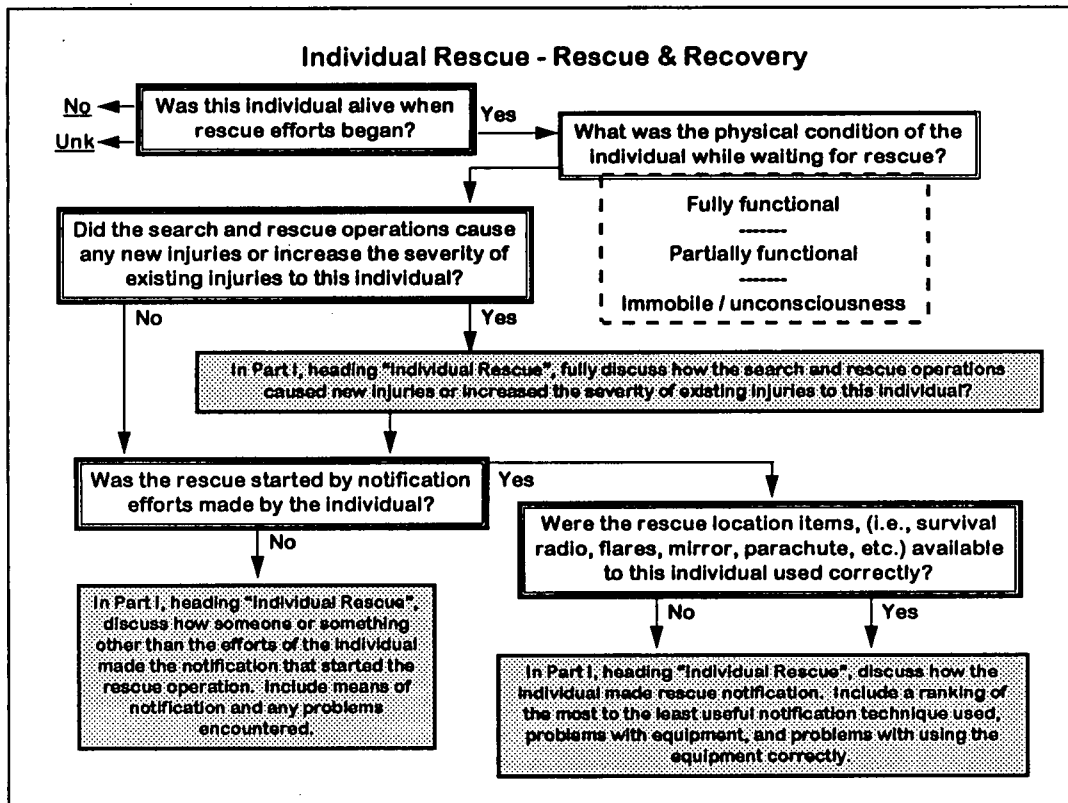 Individual Rescue - Rescue & Recovery
No
Unk
Was this individual alive when
rescue efforts began?
Yes
What was the physical condition of the
individual while waiting for rescue?
Fully functional
-------
Partially functional
-------
Immobile / unconsciousness
Did the search and rescue operations cause
any new injuries or increase the severity of
existing injuries to this individual?
No
Yes
In Part I, heading "Individual Rescue", fully discuss how the search and rescue operations
caused new injuries or increased the severity of existing injuries to this individual?
Was the rescue started by notification
efforts made by the individual?
Yes
No
Were the rescue location items, (i.e., survival
radio, flares, mirror, parachute, etc.) available
to this individual used correctly?
No
Yes
In Part I, heading "Individual Rescue",
discuss how someone or something
other than the efforts of the individual
made the notification that started the
rescue operation. Include means of
notification and any problems
encountered.
In Part I, heading "Individual Rescue", discuss how the
individual made rescue notification. Include a ranking of
the most to the least useful notification technique used,
problems with equipment, and problems with using the
equipment correctly.